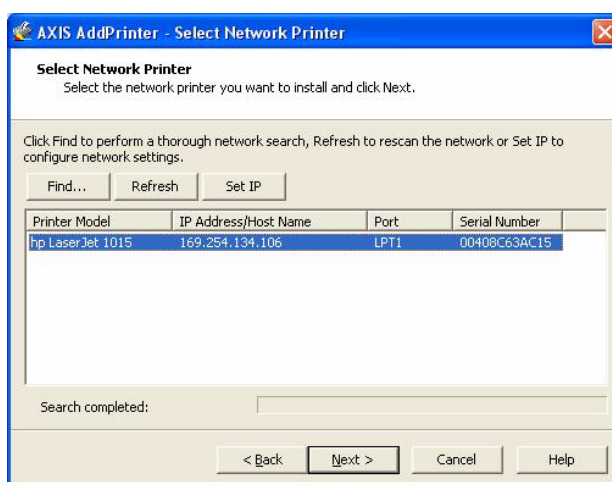 AXIS AddPrinter - Select Network Printer
Select Network Printer
Select the network printer you want to install and click Next.
Click Find to perform a thorough network search, Refresh to rescan the network or Set IP to
configure network settings.
Find... Refresh Set IP
Printer Model IP Address/Host Name Port Serial Number
hp LaserJet 1015 169.254.134.106 LPT1 00408C63AC15
Search completed:
< Back Next > Cancel Help